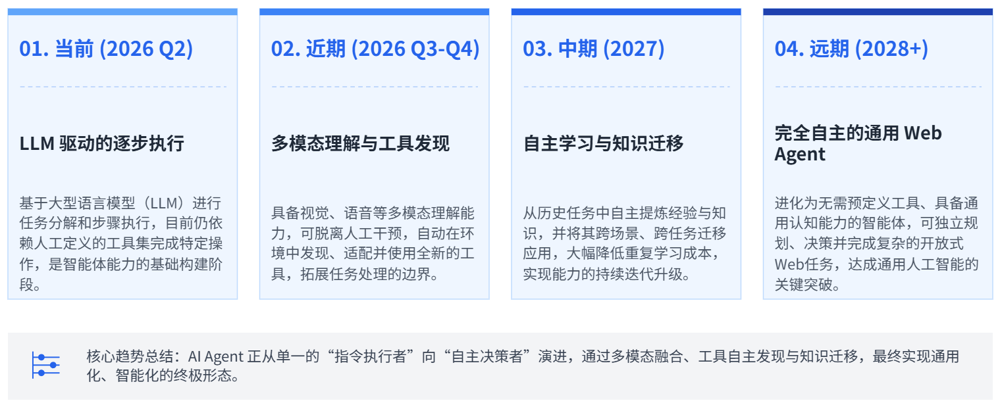 01. 当前 (2026 Q2)
LLM 驱动的逐步执行
基于大型语言模型（LLM）进行
任务分解和步骤执行，目前仍依
赖人工定义的工具集完成特定操
作，是智能体能力的基础构建阶
段。
02. 近期 (2026 Q3-Q4)
多模态理解与工具发现
具备视觉、语音等多模态理解能
力，可脱离人工干预，自动在环
境中发现、适配并使用全新的工
具，拓展任务处理的边界。
03. 中期 (2027)
自主学习与知识迁移
从历史任务中自主提炼经验与知
识，并将其跨场景、跨任务迁移
应用，大幅降低重复学习成本，
实现能力的持续迭代升级。
04. 远期 (2028+)
完全自主的通用 Web
Agent
进化为无需预定义工具、具备通
用认知能力的智能体，可独立规
划、决策并完成复杂的开放式
Web任务，达成通用人工智能的
关键突破。
核心趋势总结：AI Agent 正从单一的“指令执行者”向“自主决策者”演进，通过多模态融合、工具自主发现与知识迁移，最终实现通用
化、智能化的终极形态。